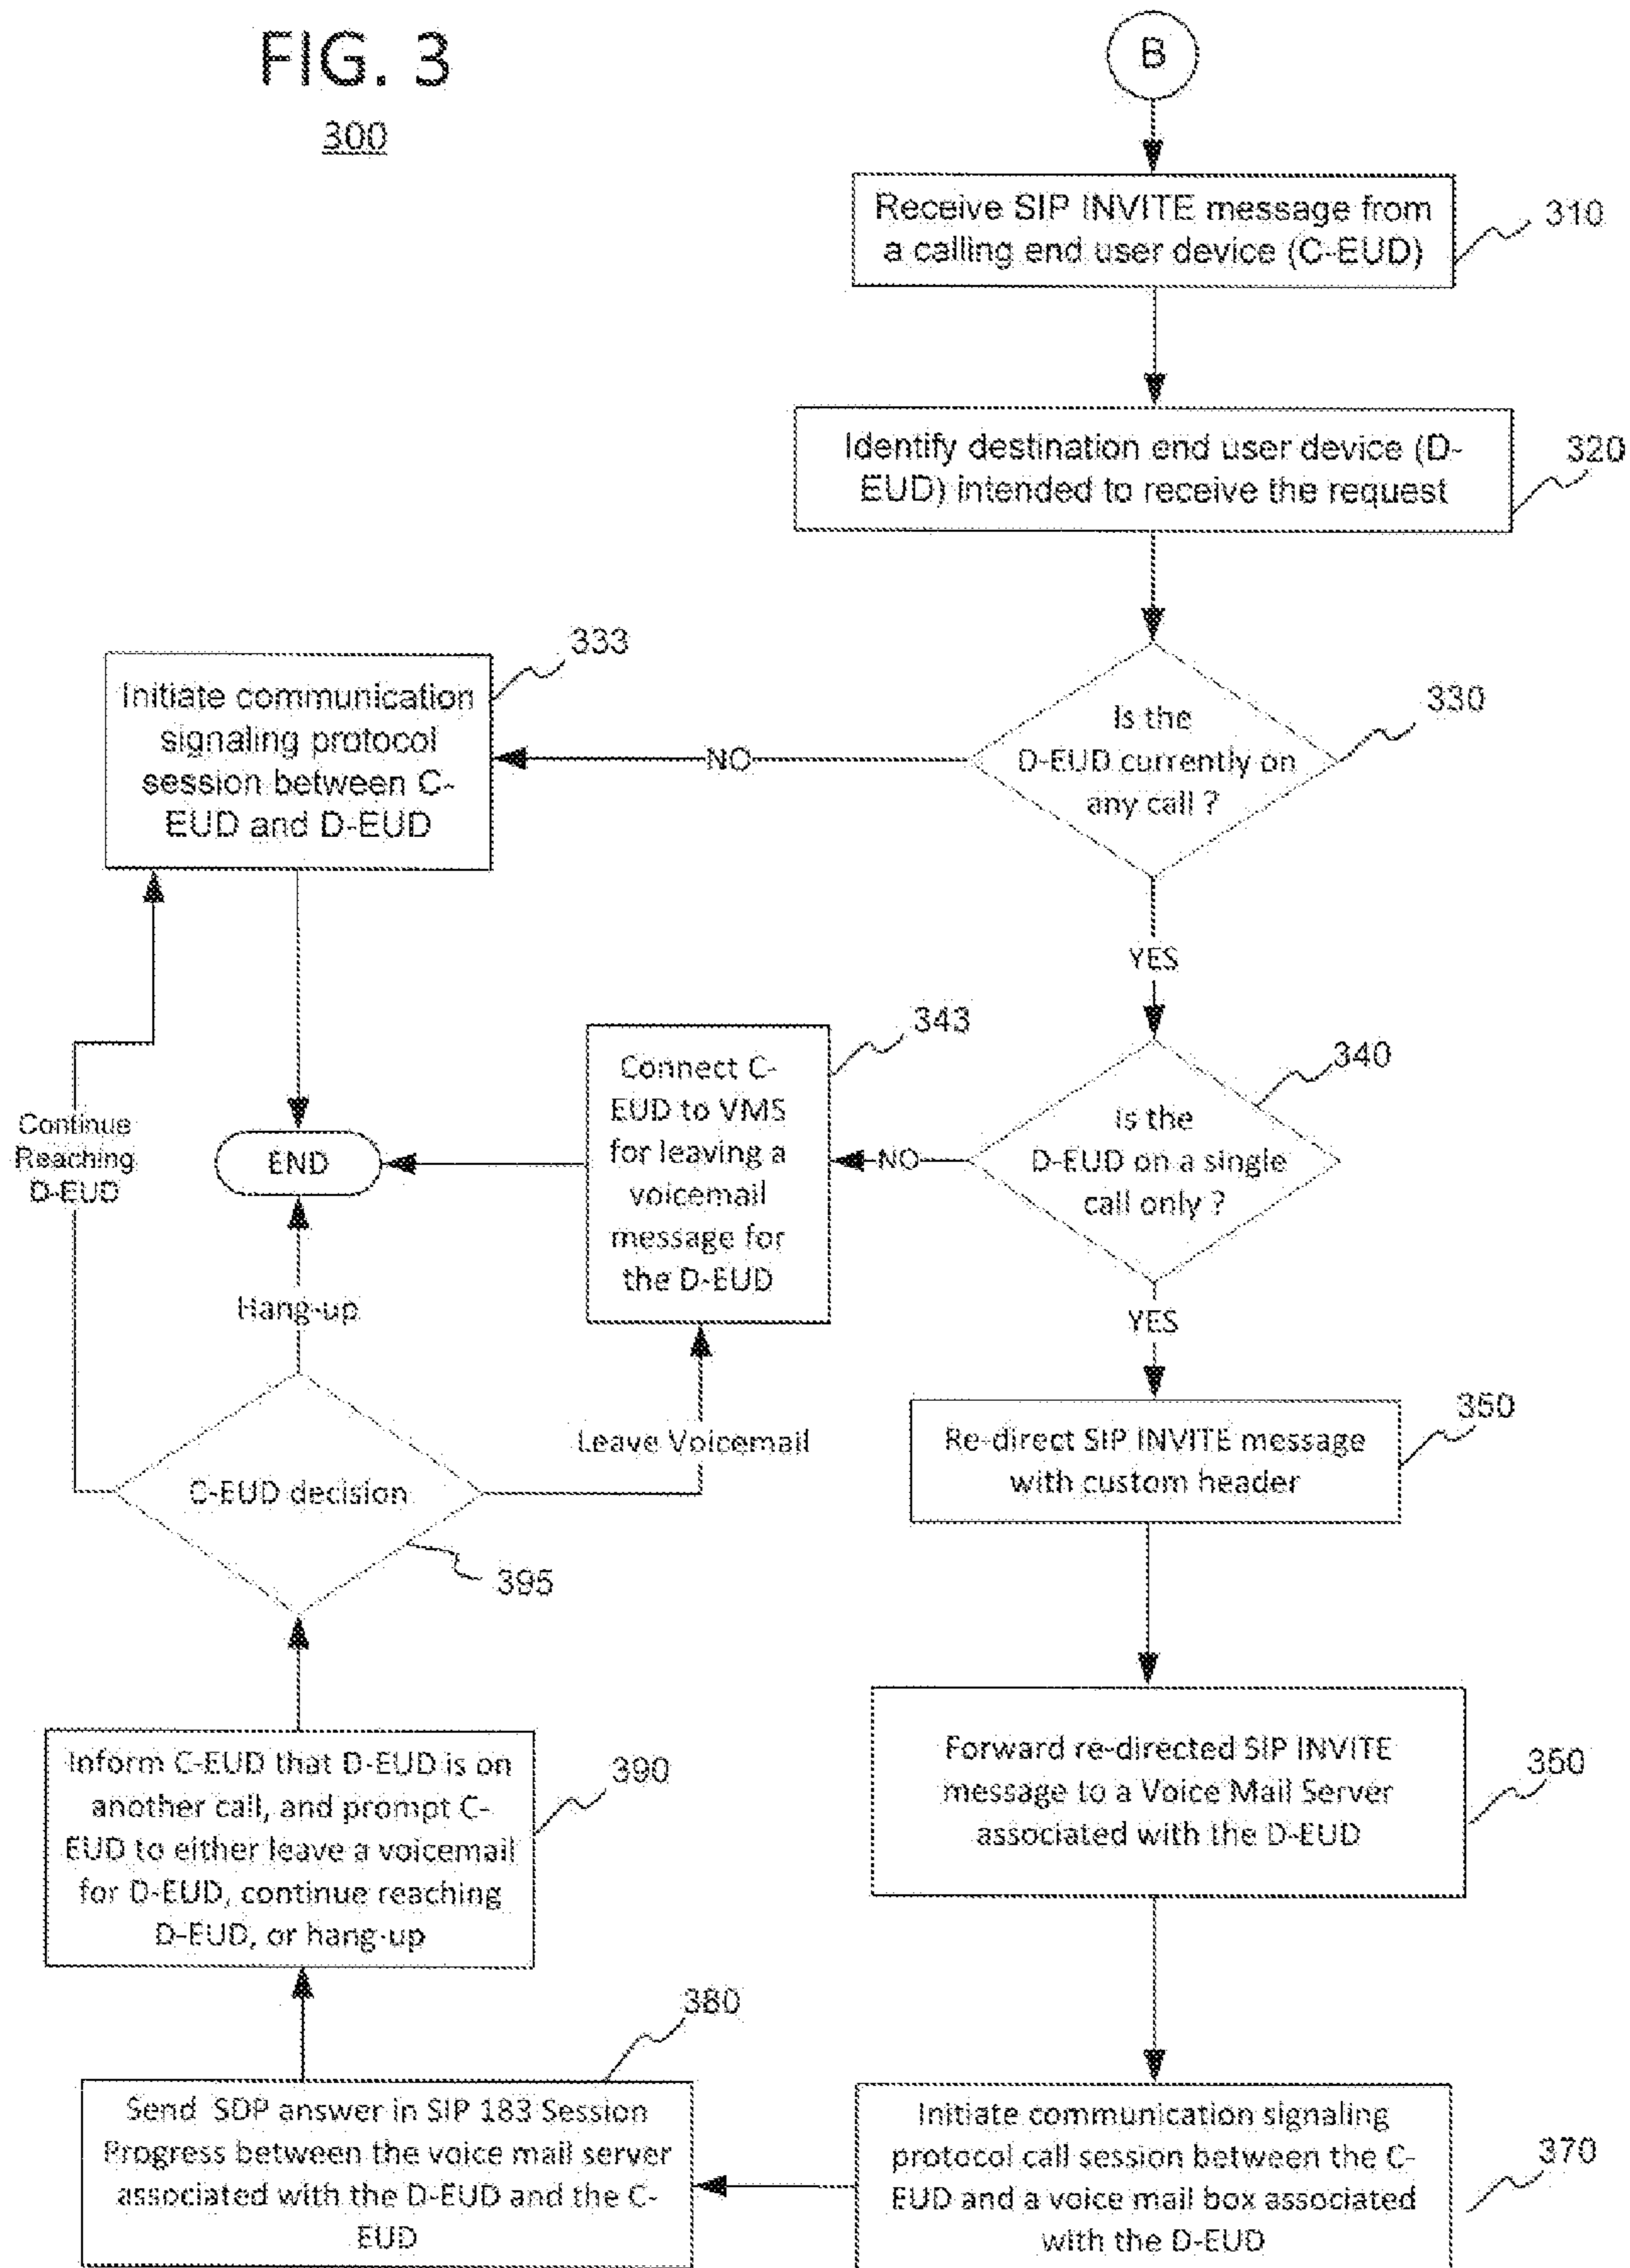 FIG. 3
300
B
Receive SIP INVITE message from
a calling end user device (C-EUD)
310
Identify destination end user device (D-
EUD) intended to receive the request
320
Is the
D-EUD currently on
any call ?
330
NO
333
Initiate communication
signaling protocol
session between C-
EUD and D-EUD
YES
Is the
D-EUD on a single
call only ?
340
NO
343
Connect C-
EUD to VMS
for leaving a
voicemail
message for
the D-EUD
END
Continue
Reaching
D-EUD
Hang-up
Leave Voicemail
C-EUD decision
395
YES
Re-direct SIP INVITE message
with custom header
350
Forward re-directed SIP INVITE
message to a Voice Mail Server
associated with the D-EUD
350
Initiate communication signaling
protocol call session between the C-
EUD and a voice mail box associated
with the D-EUD
370
Send SDP answer in SIP 183 Session
Progress between the voice mail server
associated with the D-EUD and the C-
EUD
380
Inform C-EUD that D-EUD is on
another call, and prompt C-
EUD to either leave a voicemail
for D-EUD, continue reaching
D-EUD, or hang-up
390